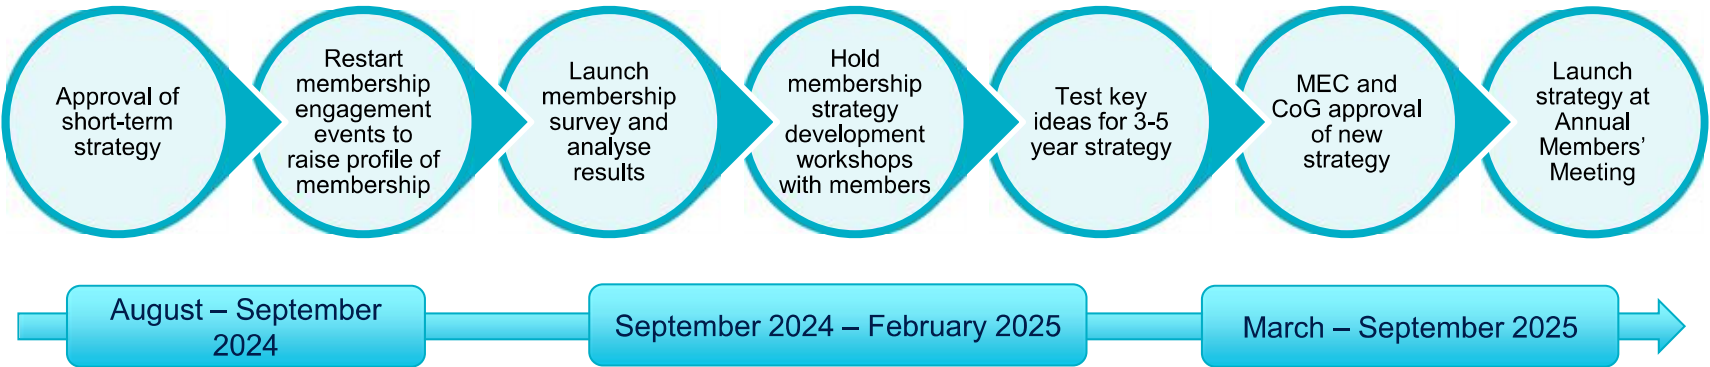 Approval of
short-term
strategy
Restart
membership
engagement
events to
raise profile of
membership
Launch
membership
survey and
analyse
results
Hold
membership
strategy
development
workshops
with members
Test key
ideas for 3-5
year strategy
MEC and
CoG approval
of new
strategy
Launch
strategy at
Annual
Members’
Meeting
August – September
2024
September 2024 – February 2025
March – September 2025